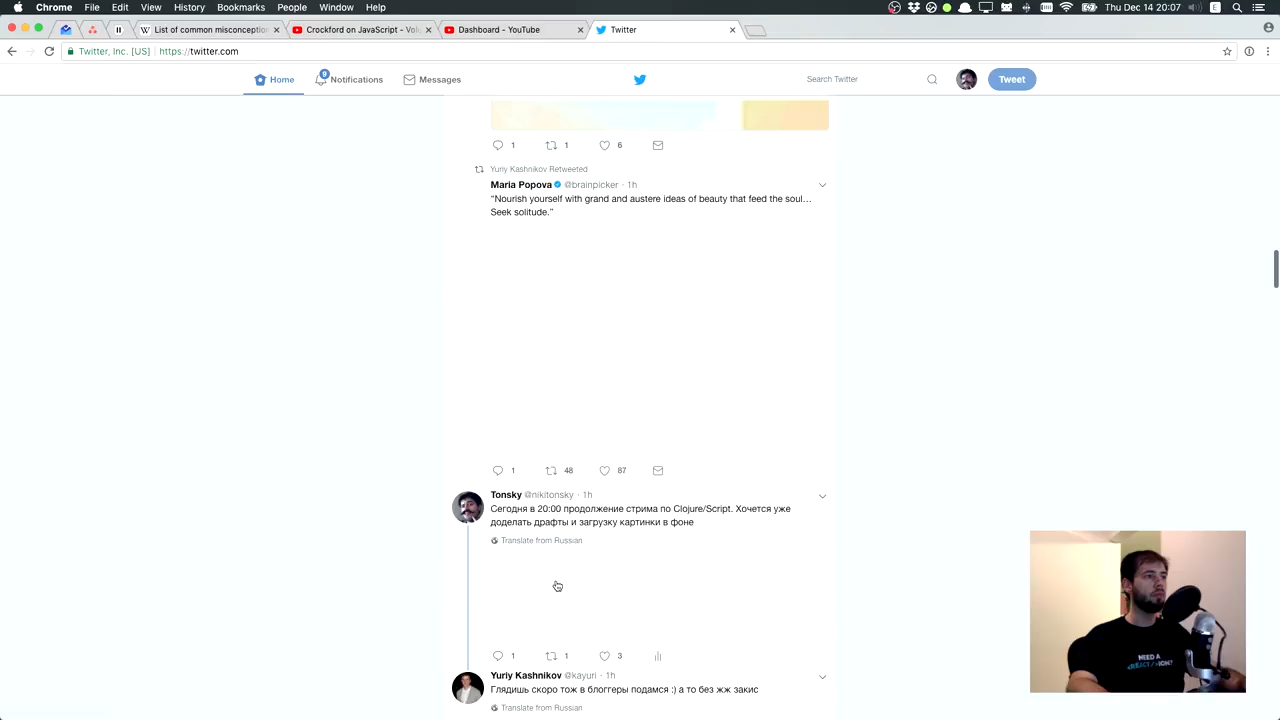 Chrome File Edit View History Bookmarks People Window Help
Thu Dec 14 20:07
List of common misconception
Crockford on JavaScript - Vol
Dashboard - YouTube
Twitter
Twitter, Inc. [US] https://twitter.com
Home
9
Notifications
Messages
Search Twitter
Tweet
1 1 6
Yuriy Kashnikov Retweeted
Maria Popova @brainpicker · 1h
“Nourish yourself with grand and austere ideas of beauty that feed the soul…
Seek solitude.”
1 48 87
Tonsky @nikitonsky · 1h
Сегодня в 20:00 продолжение стрима по Clojure/Script. Хочется уже
доделать драфты и загрузку картинки в фоне
Translate from Russian
1 1 3
Yuriy Kashnikov @kayuri · 1h
Глядишь скоро тож в блоггеры подамся :) а то без жж закис
Translate from Russian
NEED A